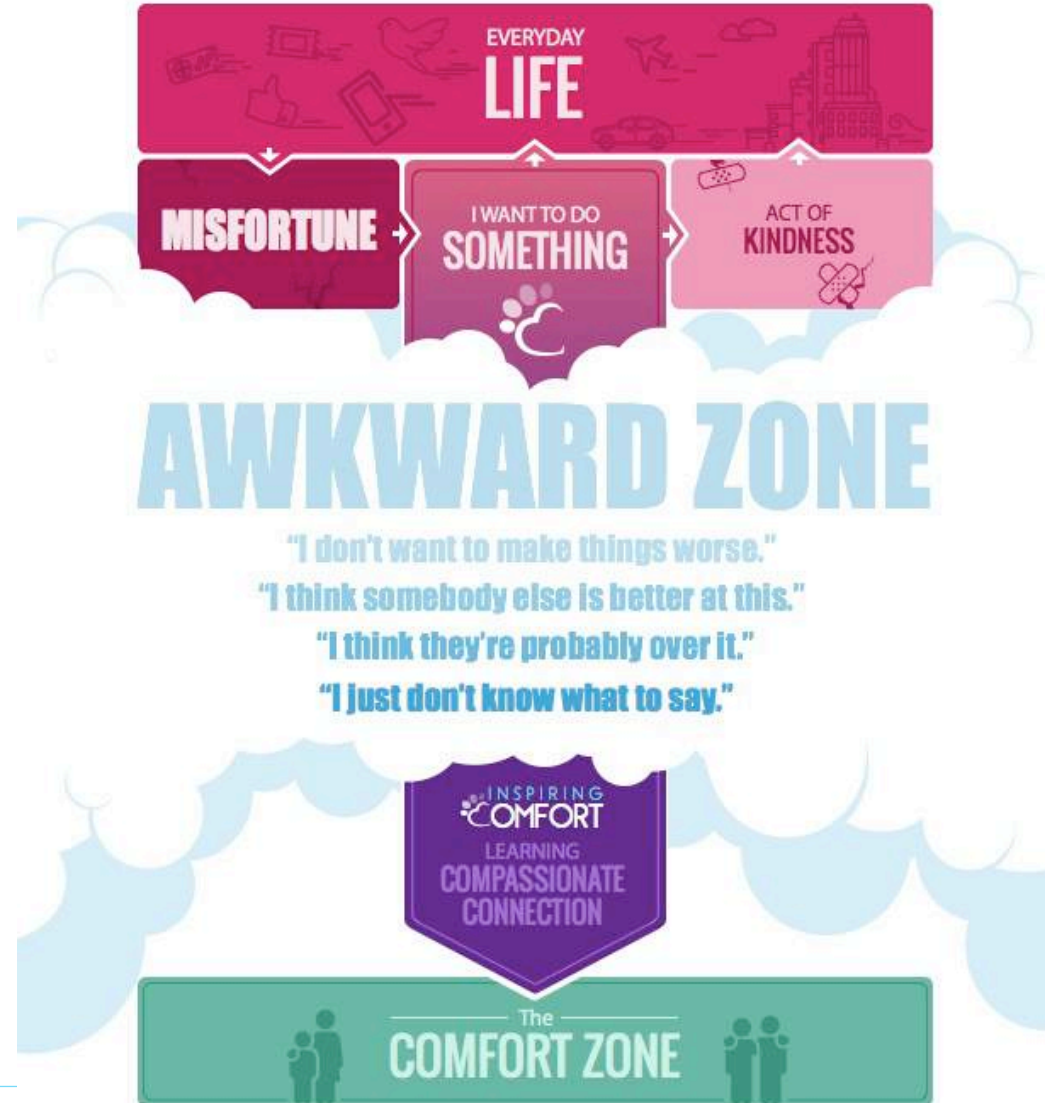 EVERYDAY
LIFE
MISFORTUNE
I WANT TO DO
SOMETHING
ACT OF
KINDNESS
AWKWARD ZONE
“I don't want to make things worse.”
“I think somebody else is better at this.”
“I think they're probably over it.”
“I just don't know what to say.”
INSPIRING
COMFORT
LEARNING
COMPASSIONATE
CONNECTION
The
COMFORT ZONE